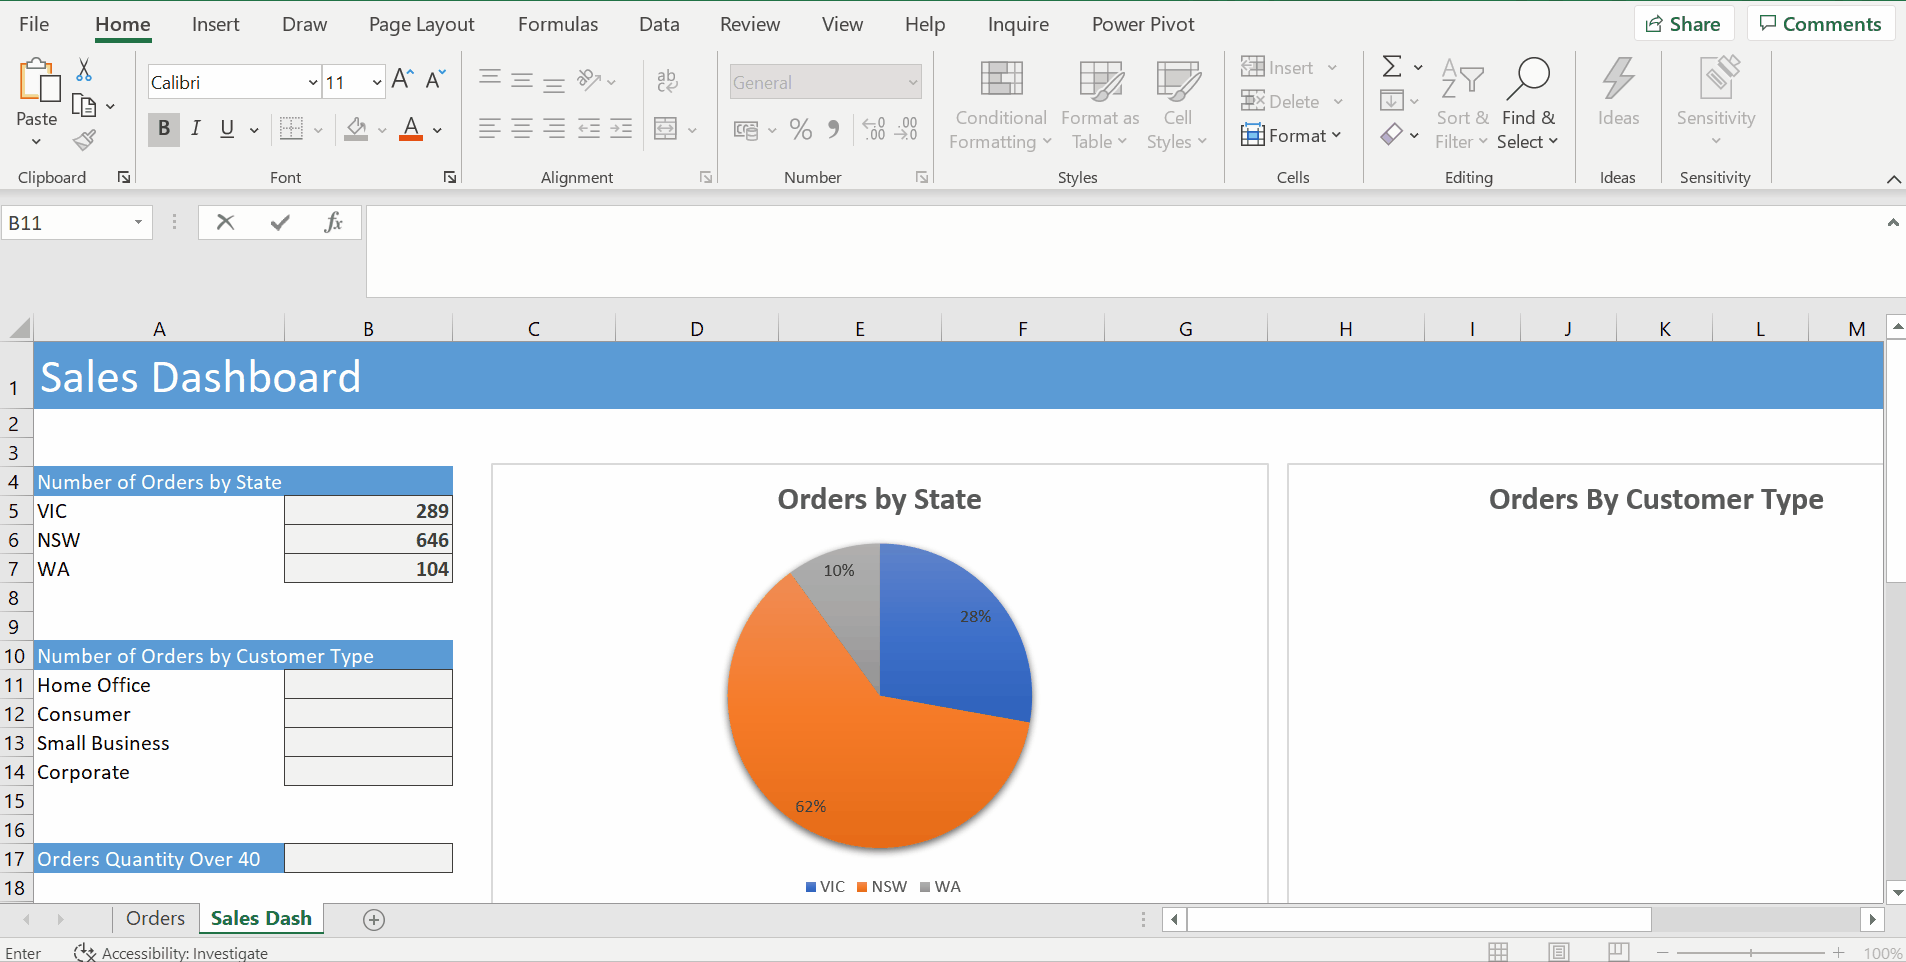 File Home Insert Draw Page Layout Formulas Data Review View Help Inquire Power Pivot Share Comments
Paste
Calibri 11
B I U A
ab
General
% .00 .00
Conditional Formatting
Format as Table
Cell Styles
Insert
Delete
Format
Sort & Filter
Find & Select
Ideas
Sensitivity
Clipboard Font Alignment Number Styles Cells Editing Ideas Sensitivity
B11 fx
A B C D E F G H I J K L M
1 Sales Dashboard
2
3
4 Number of Orders by State
5 VIC 289
6 NSW 646
7 WA 104
8
9
10 Number of Orders by Customer Type
11 Home Office
12 Consumer
13 Small Business
14 Corporate
15
16
17 Orders Quantity Over 40
18
Orders by State
10%
28%
62%
VIC NSW WA
Orders By Customer Type
Orders Sales Dash
Enter Accessibility: Investigate 100%